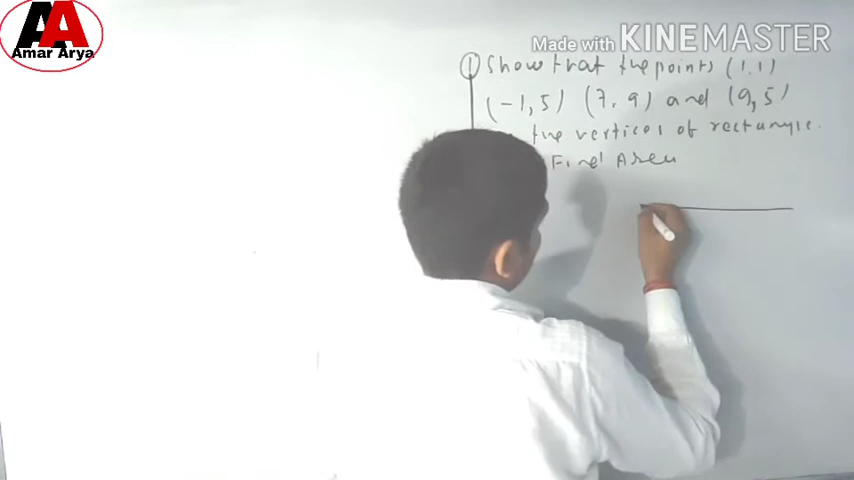 AA
Amar Arya
Made with KINEMASTER
① Show that the points (1,1)
(-1, 5) (7, 9) and (9, 5)
the vertices of rectangle.
Find Area